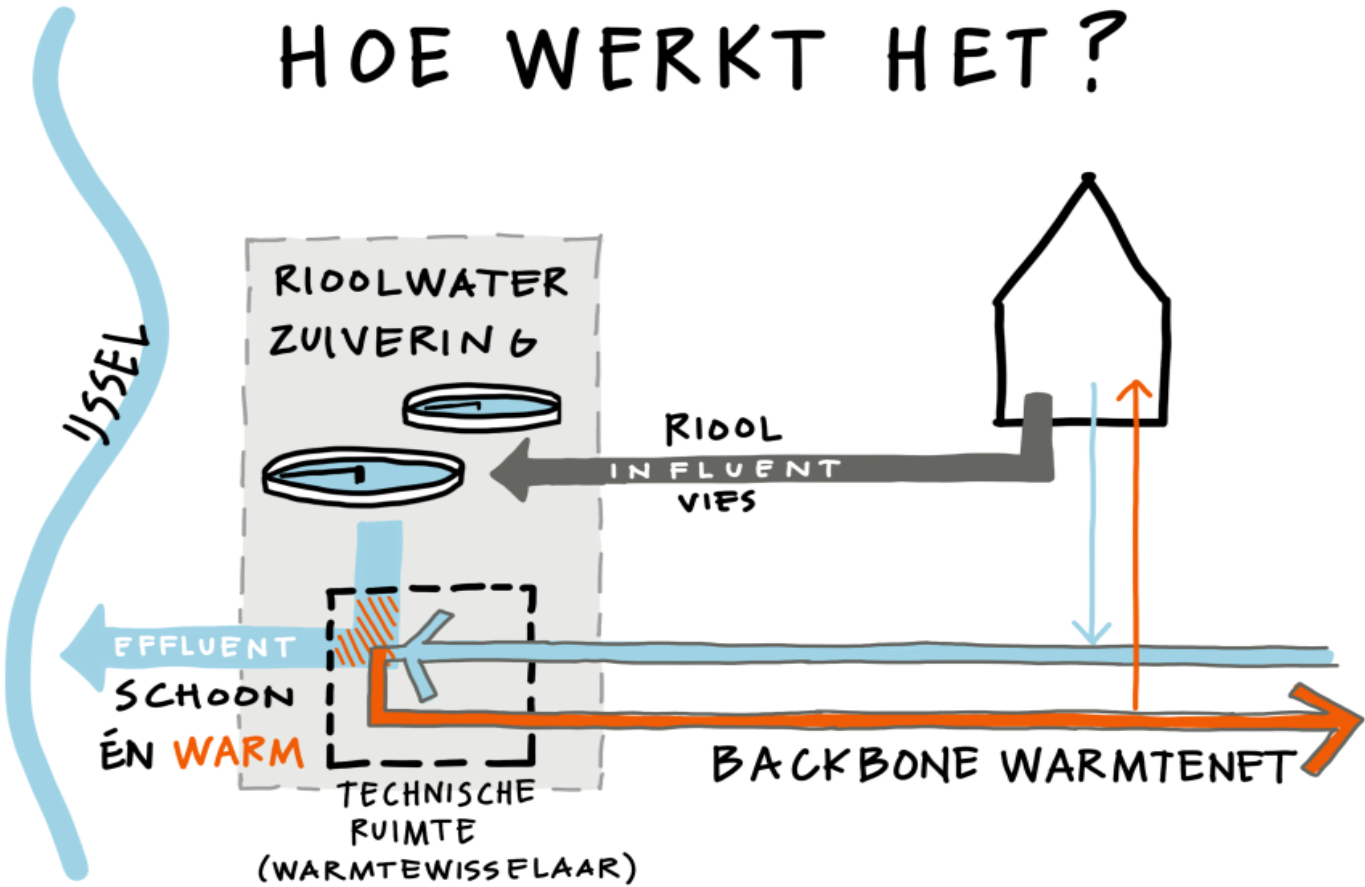 HOE WERKT HET?
RIOOLWATER
ZUIVERING
IJSSEL
RIOOL
INFLUENT
VIES
EFFLUENT
SCHOON
ÉN WARM
BACKBONE WARMTENET
TECHNISCHE
RUIMTE
(WARMTEWISSELAAR)